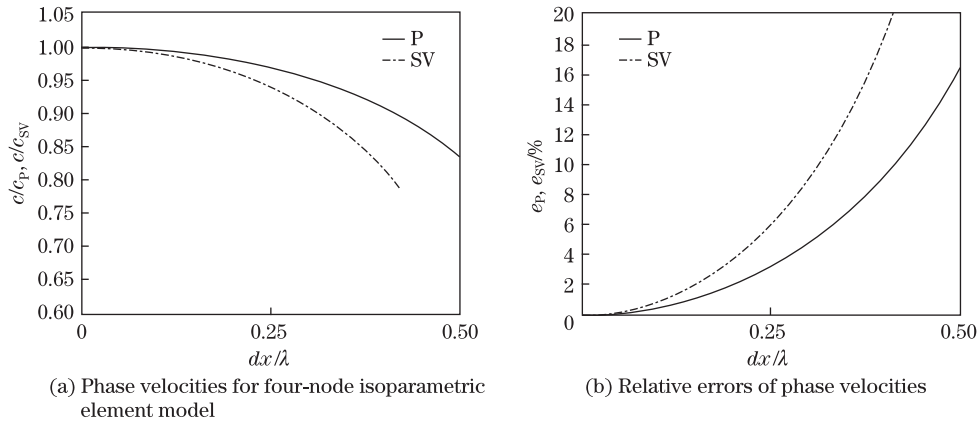 1.05
1.00
0.95
0.90
0.85
0.80
0.75
0.70
0.65
0.60
c/cP, c/cSV
P
SV
0
0.25
0.50
dx/λ
(a) Phase velocities for four-node isoparametric
element model
20
18
16
14
12
10
8
6
4
2
0
eP, eSV/%
P
SV
0.25
0.50
dx/λ
(b) Relative errors of phase velocities